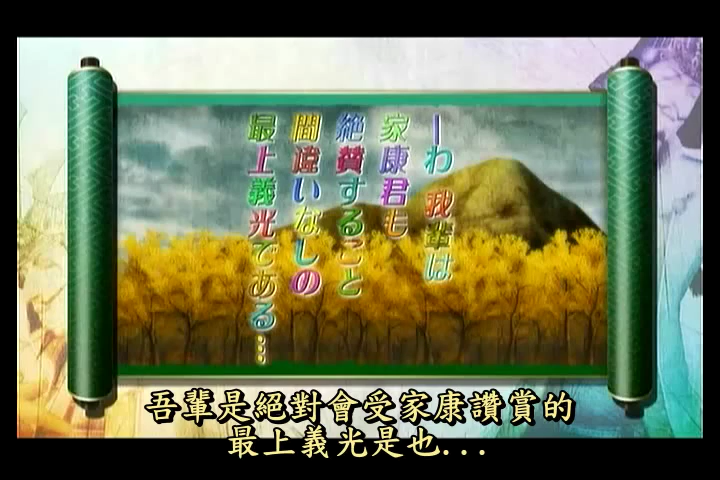 ーわ 我輩は
家康君も
絶賛すること
間違いなしの
最上義光である…
吾輩是絕對會受家康讚賞的
最上義光是也...